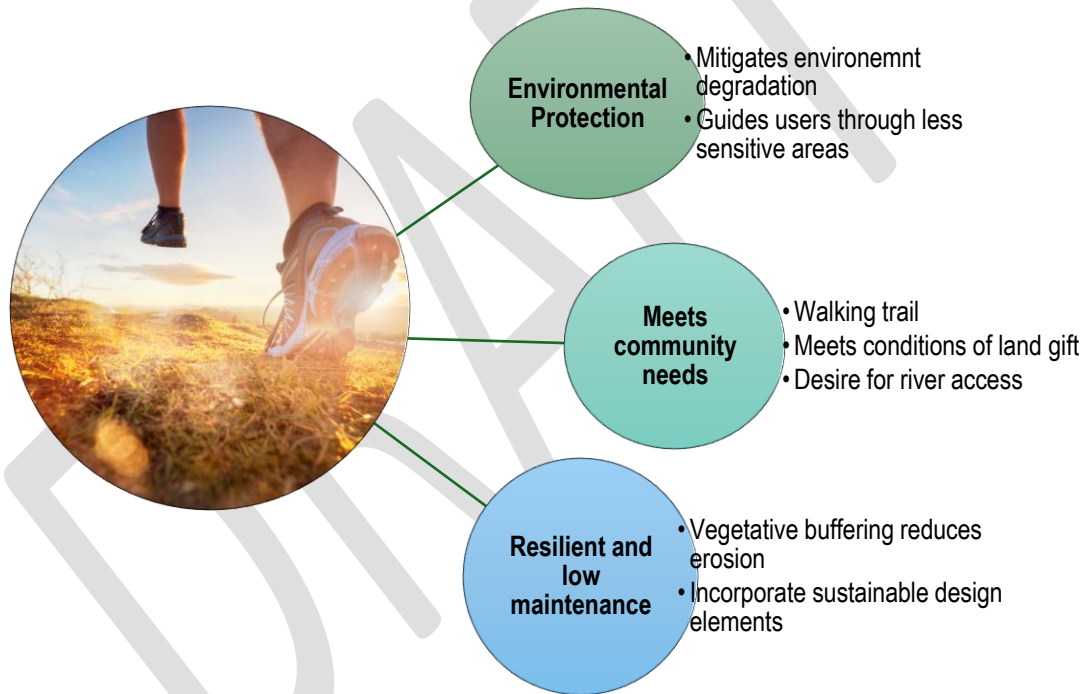 Environmental
Protection
• Mitigates environemnt
degradation
• Guides users through less
sensitive areas
Meets
community
needs
• Walking trail
• Meets conditions of land gift
• Desire for river access
Resilient and
low
maintenance
• Vegetative buffering reduces
erosion
• Incorporate sustainable design
elements
DRAFT